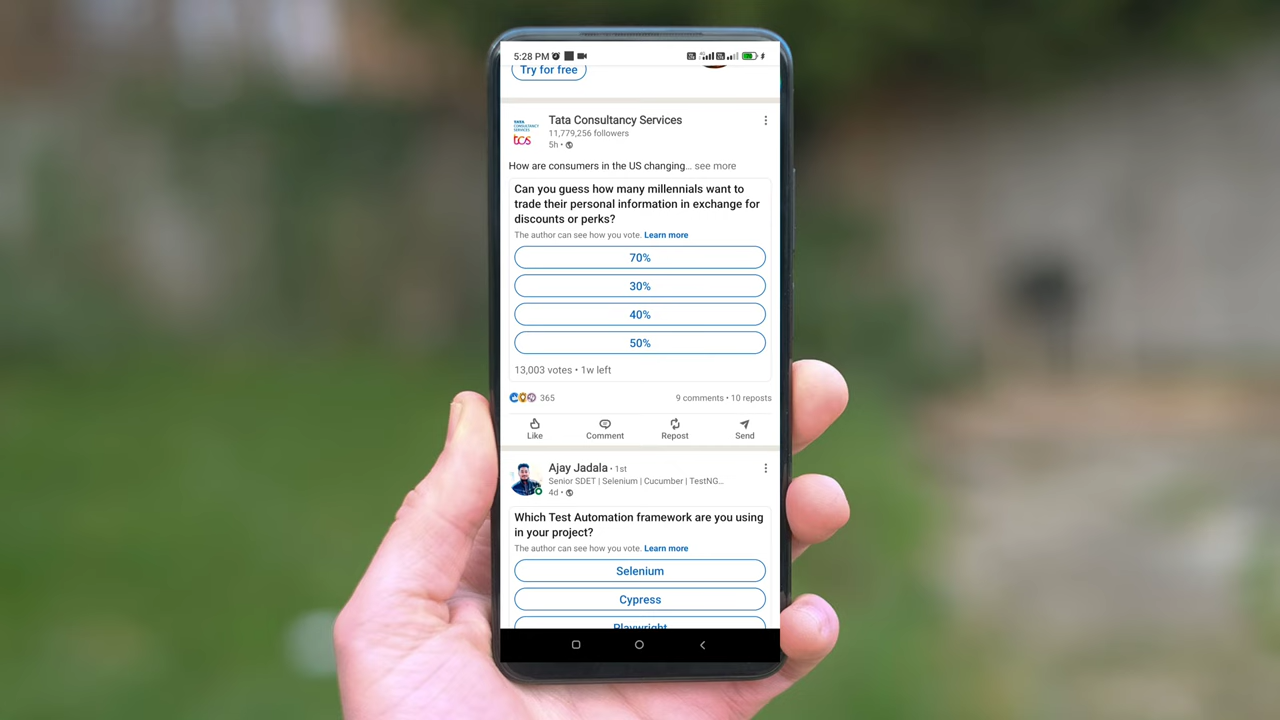 5:28 PM
Try for free
TATA
CONSULTANCY
SERVICES
tcs
Tata Consultancy Services
11,779,256 followers
5h •
How are consumers in the US changing... see more
Can you guess how many millennials want to
trade their personal information in exchange for
discounts or perks?
The author can see how you vote. Learn more
70%
30%
40%
50%
13,003 votes • 1w left
365
9 comments • 10 reposts
Like
Comment
Repost
Send
Ajay Jadala • 1st
Senior SDET | Selenium | Cucumber | TestNG...
4d •
Which Test Automation framework are you using
in your project?
The author can see how you vote. Learn more
Selenium
Cypress
Playwright